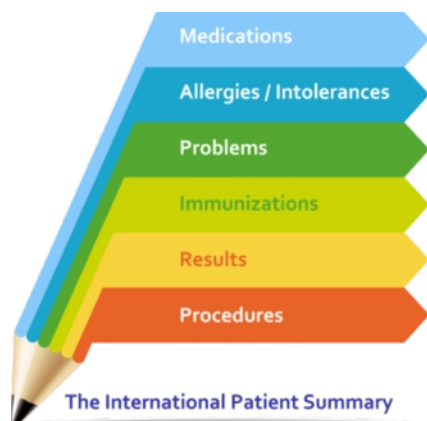 Medications
Allergies / Intolerances
Problems
Immunizations
Results
Procedures
The International Patient Summary